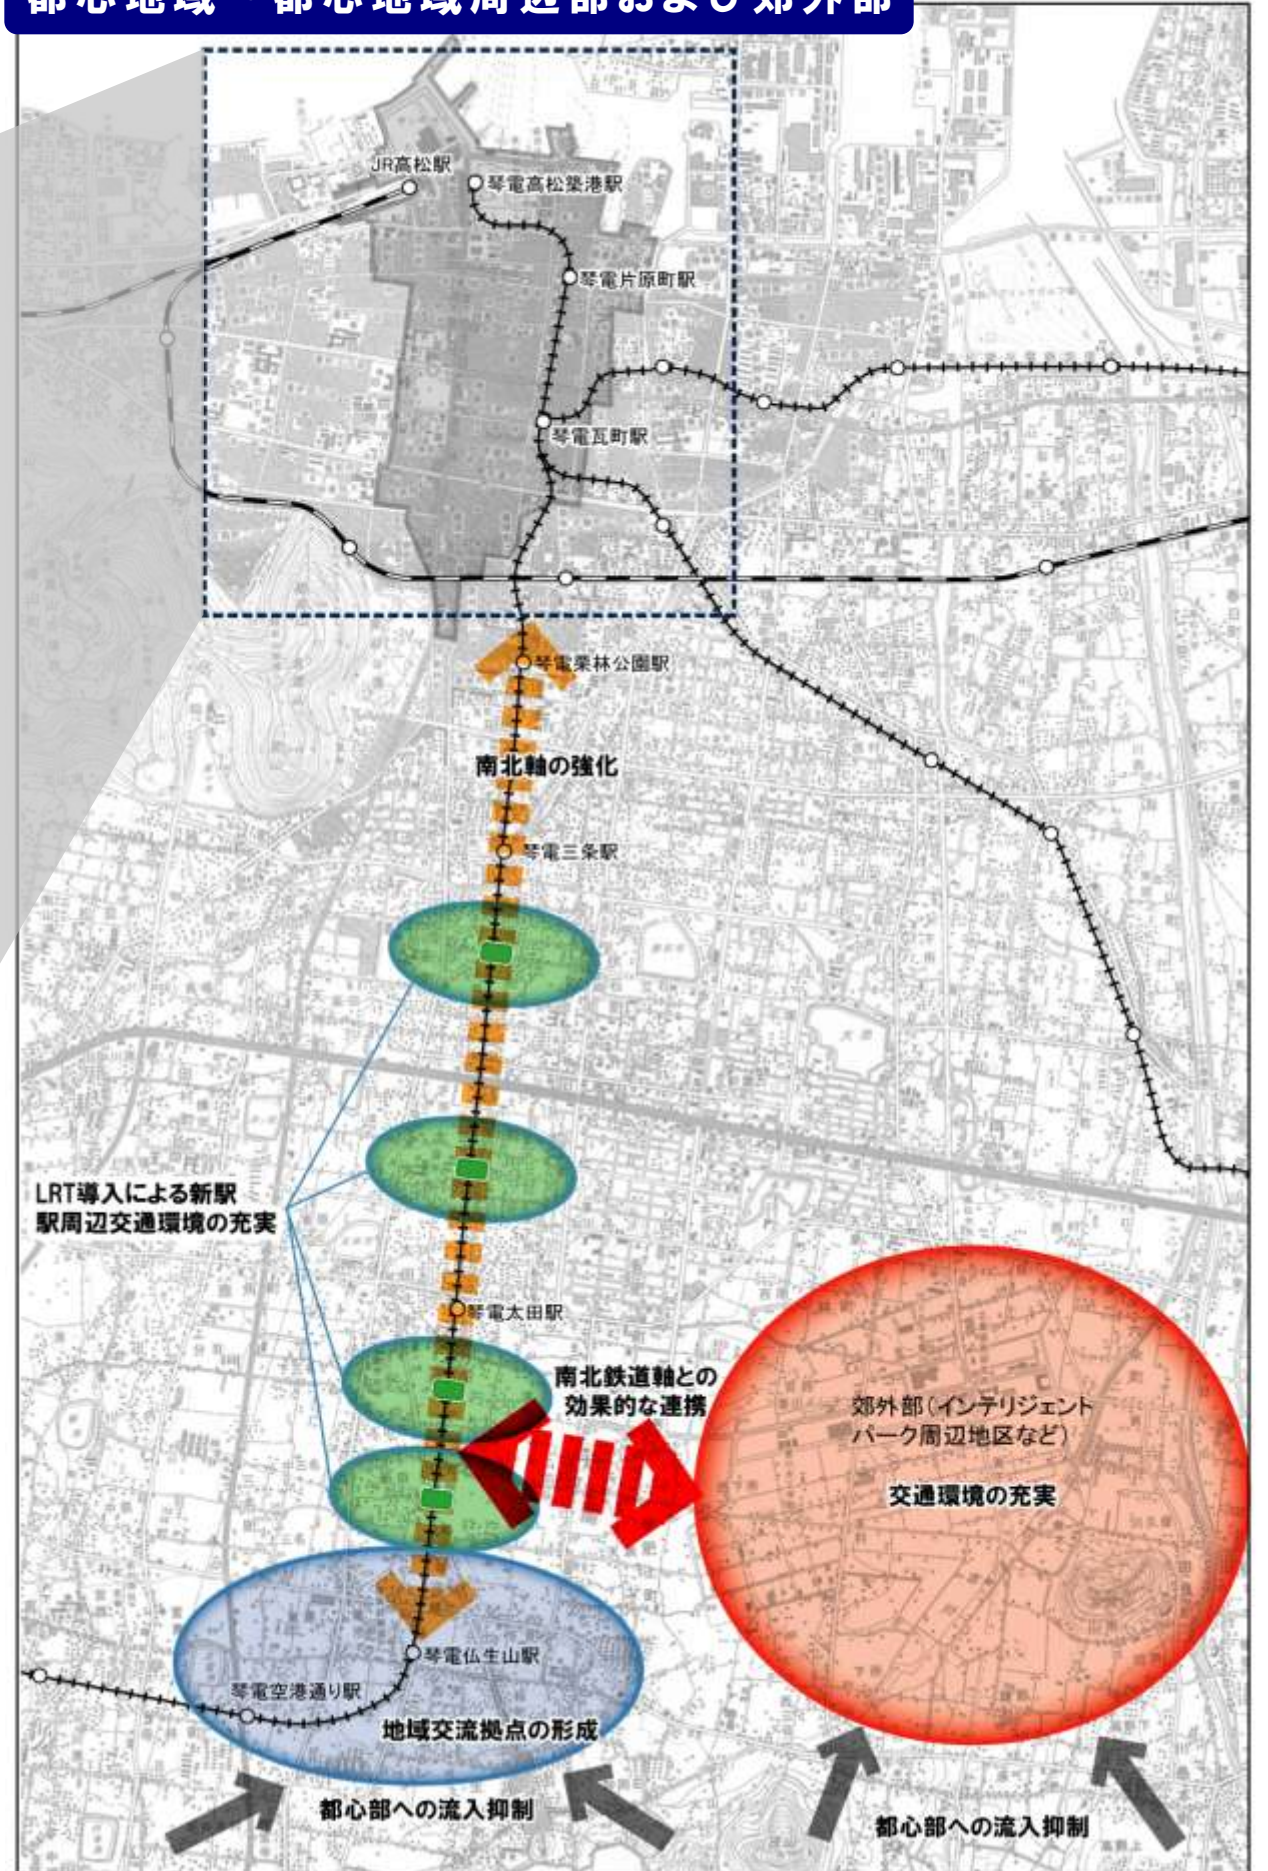 都心地域 都心地域周辺部および郊外部
JR高松駅
琴電高松築港駅
琴電片原町駅
琴電瓦町駅
琴電栗林公園駅
南北軸の強化
琴電三条駅
LRT導入による新駅
駅周辺交通環境の充実
琴電太田駅
南北鉄道軸との
効果的な連携
郊外部（インテリジェント
パーク周辺地区など）
交通環境の充実
琴電仏生山駅
琴電空港通り駅
地域交流拠点の形成
都心部への流入抑制
都心部への流入抑制